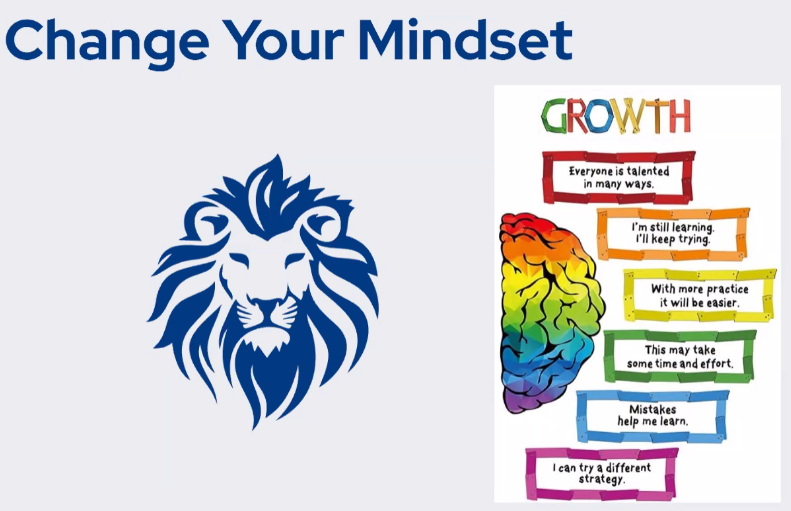 Change Your Mindset
GROWTH
Everyone is talented
in many ways.
I'm still learning.
I'll keep trying.
With more practice
it will be easier.
This may take
some time and effort.
Mistakes
help me learn.
I can try a different
strategy.